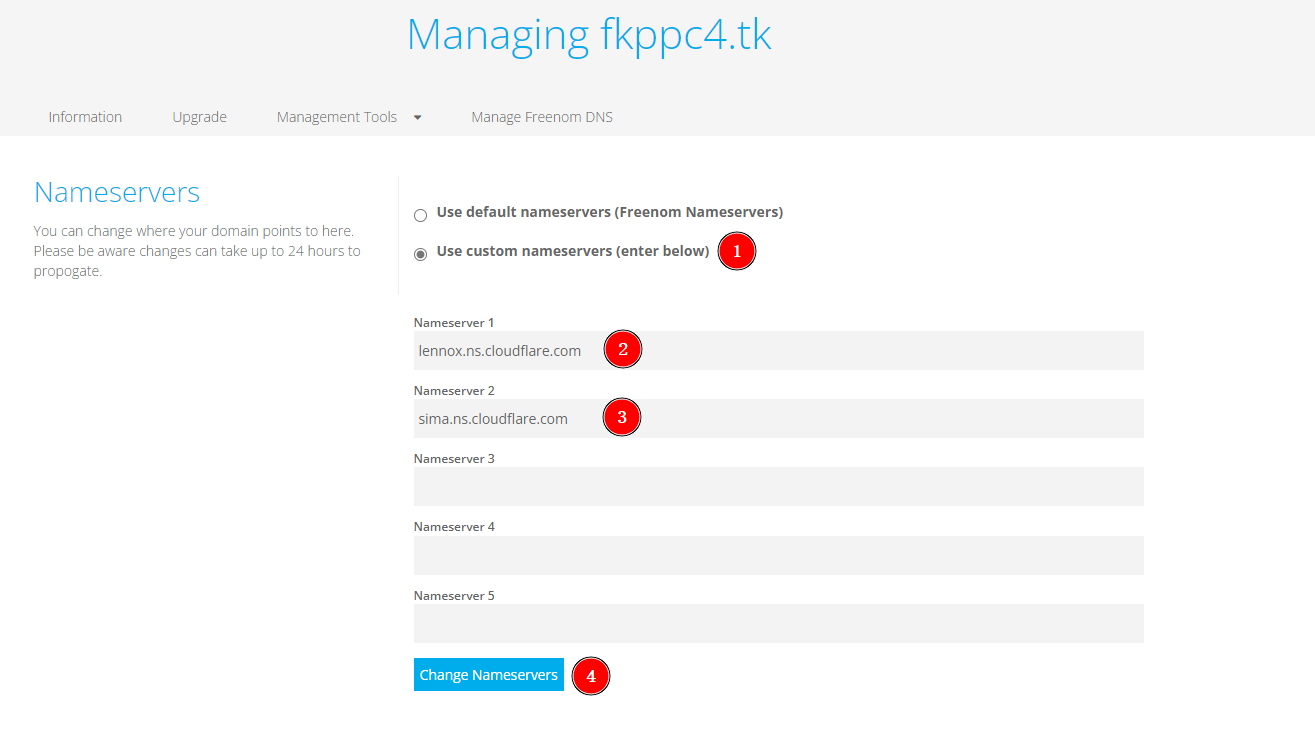 Managing fkppc4.tk
Information Upgrade Management Tools Manage Freenom DNS
Nameservers
You can change where your domain points to here.
Please be aware changes can take up to 24 hours to
propogate.
Use default nameservers (Freenom Nameservers)
Use custom nameservers (enter below) 1
Nameserver 1
lennox.ns.cloudflare.com 2
Nameserver 2
sima.ns.cloudflare.com 3
Nameserver 3
Nameserver 4
Nameserver 5
Change Nameservers 4